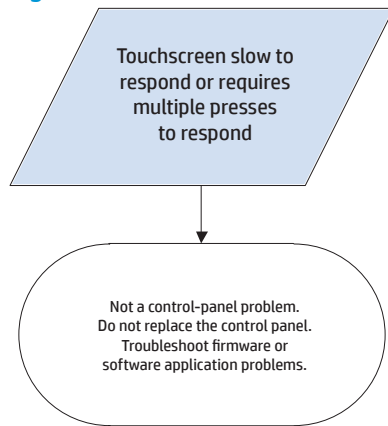 Touchscreen slow to
respond or requires
multiple presses
to respond
Not a control-panel problem.
Do not replace the control panel.
Troubleshoot firmware or
software application problems.